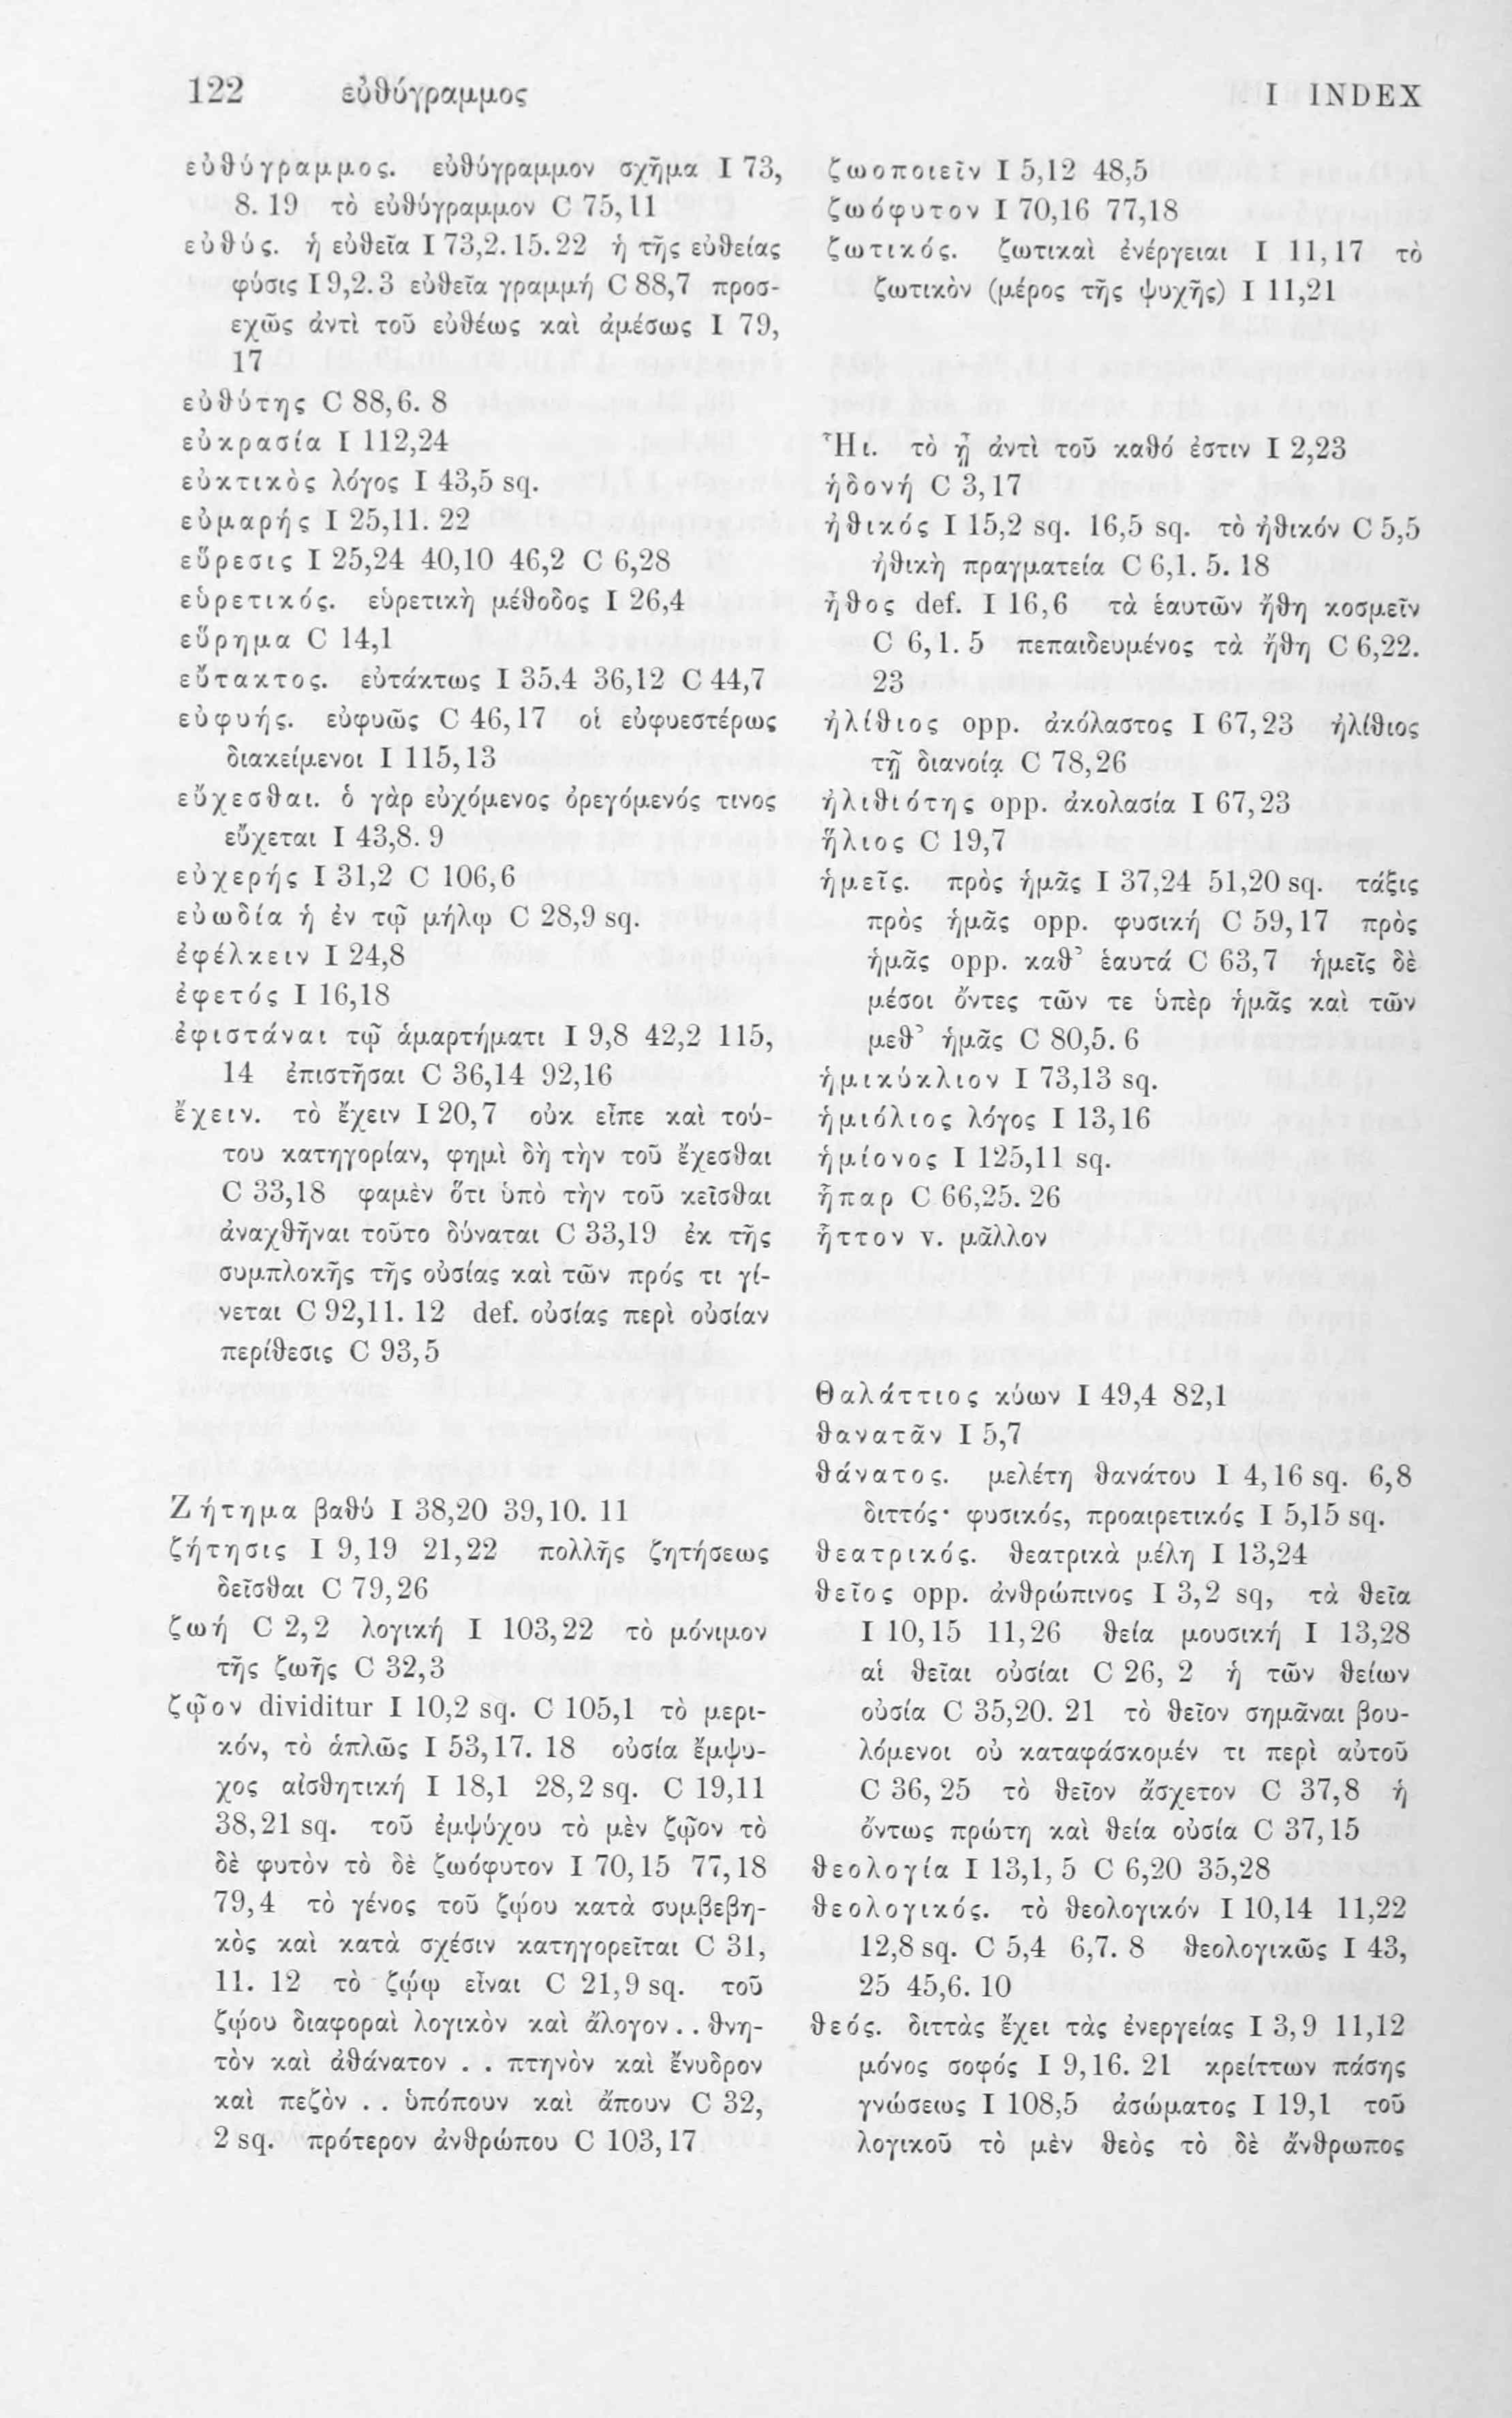 122 εὐθύγραμμος I INDEX
εὐθύγραμμος. εὐθύγραμμον σχῆμα I 73,
8. 19 τὸ εὐθύγραμμον C 75,11
εὐθύς. ἡ εὐθεῖα I 73,2. 15. 22 ἡ τῆς εὐθείας
φύσις I 9,2. 3 εὐθεῖα γραμμή C 88,7 προσ-
εχῶς ἀντὶ τοῦ εὐθέως καὶ ἀμέσως I 79,
17
εὐθύτης C 88,6. 8
εὐκρασία I 112,24
εὐκτικὸς λόγος I 43,5 sq.
εὐμαρής I 25,11. 22
εὕρεσις I 25,24 40,10 46,2 C 6,28
εὑρετικός. εὑρετικὴ μέθοδος I 26,4
εὕρημα C 14,1
εὔτακτος. εὐτάκτως I 35.4 36,12 C 44,7
εὐφυής. εὐφυῶς C 46,17 οἱ εὐφυεστέρως
διακείμενοι I 115,13
εὔχεσθαι. ὁ γὰρ εὐχόμενος ὀρεγόμενός τινος
εὔχεται I 43,8. 9
εὐχερής I 31,2 C 106,6
εὐωδία ἡ ἐν τῷ μήλῳ C 28,9 sq.
ἐφέλκειν I 24,8
ἐφετός I 16,18
ἐφιστάναι τῷ ἁμαρτήματι I 9,8 42,2 115,
14 ἐπιστῆσαι C 36,14 92,16
ἔχειν. τὸ ἔχειν I 20,7 οὐκ εἶπε καὶ τού-
του κατηγορίαν, φημὶ δὴ τὴν τοῦ ἔχεσθαι
C 33,18 φαμὲν ὅτι ὑπὸ τὴν τοῦ κεῖσθαι
ἀναχθῆναι τοῦτο δύναται C 33,19 ἐκ τῆς
συμπλοκῆς τῆς οὐσίας καὶ τῶν πρός τι γί-
νεται C 92,11. 12 def. οὐσίας περὶ οὐσίαν
περίθεσις C 93,5
Ζήτημα βαθύ I 38,20 39,10. 11
ζήτησις I 9,19 21,22 πολλῆς ζητήσεως
δεῖσθαι C 79,26
ζωή C 2,2 λογική I 103,22 τὸ μόνιμον
τῆς ζωῆς C 32,3
ζῷον dividitur I 10,2 sq. C 105,1 τὸ μερι-
κόν, τὸ ἁπλῶς I 53,17. 18 οὐσία ἔμψυ-
χος αἰσθητική I 18,1 28,2 sq. C 19,11
38,21 sq. τοῦ ἐμψύχου τὸ μὲν ζῷον τὸ
δὲ φυτὸν τὸ δὲ ζωόφυτον I 70,15 77,18
79,4 τὸ γένος τοῦ ζῴου κατὰ συμβεβη-
κὸς καὶ κατὰ σχέσιν κατηγορεῖται C 31,
11. 12 τὸ ζῴῳ εἶναι C 21,9 sq. τοῦ
ζῴου διαφοραὶ λογικὸν καὶ ἄλογον . . θνη-
τὸν καὶ ἀθάνατον . . πτηνὸν καὶ ἔνυδρον
καὶ πεζὸν . . ὑπόπουν καὶ ἄπουν C 32,
2 sq. πρότερον ἀνθρώπου C 103,17
ζωοποιεῖν I 5,12 48,5
ζωόφυτον I 70,16 77,18
ζωτικός. ζωτικαὶ ἐνέργειαι I 11,17 τὸ
ζωτικὸν (μέρος τῆς ψυχῆς) I 11,21
Ἧι. τὸ ᾗ ἀντὶ τοῦ καθό ἐστιν I 2,23
ἡδονή C 3,17
ἠθικός I 15,2 sq. 16,5 sq. τὸ ἠθικόν C 5,5
ἠθικὴ πραγματεία C 6,1. 5. 18
ἦθος def. I 16,6 τὰ ἑαυτῶν ἤθη κοσμεῖν
C 6,1. 5 πεπαιδευμένος τὰ ἤθη C 6,22.
23
ἠλίθιος opp. ἀκόλαστος I 67,23 ἠλίθιος
τῇ διανοίᾳ C 78,26
ἠλιθιότης opp. ἀκολασία I 67,23
ἥλιος C 19,7
ἡμεῖς. πρὸς ἡμᾶς I 37,24 51,20 sq. τάξις
πρὸς ἡμᾶς opp. φυσική C 59,17 πρὸς
ἡμᾶς opp. καθ᾽ ἑαυτά C 63,7 ἡμεῖς δὲ
μέσοι ὄντες τῶν τε ὑπὲρ ἡμᾶς καὶ τῶν
μεθ᾽ ἡμᾶς C 80,5. 6
ἡμικύκλιον I 73,13 sq.
ἡμιόλιος λόγος I 13,16
ἡμίονος I 125,11 sq.
ἧπαρ C 66,25. 26
ἧττον v. μᾶλλον
Θαλάττιος κύων I 49,4 82,1
θανατᾶν I 5,7
θάνατος. μελέτη θανάτου I 4,16 sq. 6,8
διττός· φυσικός, προαιρετικός I 5,15 sq.
θεατρικός. θεατρικὰ μέλη I 13,24
θεῖος opp. ἀνθρώπινος I 3,2 sq, τὰ θεῖα
I 10,15 11,26 θεία μουσική I 13,28
αἱ θεῖαι οὐσίαι C 26, 2 ἡ τῶν θείων
οὐσία C 35,20. 21 τὸ θεῖον σημᾶναι βου-
λόμενοι οὐ καταφάσκομέν τι περὶ αὐτοῦ
C 36, 25 τὸ θεῖον ἄσχετον C 37,8 ἡ
ὄντως πρώτη καὶ θεία οὐσία C 37,15
θεολογία I 13,1, 5 C 6,20 35,28
θεολογικός. τὸ θεολογικόν I 10,14 11,22
12,8 sq. C 5,4 6,7. 8 θεολογικῶς I 43,
25 45,6. 10
θεός. διττὰς ἔχει τὰς ἐνεργείας I 3,9 11,12
μόνος σοφός I 9,16. 21 κρείττων πάσης
γνώσεως I 108,5 ἀσώματος I 19,1 τοῦ
λογικοῦ τὸ μὲν θεὸς τὸ δὲ ἄνθρωπος